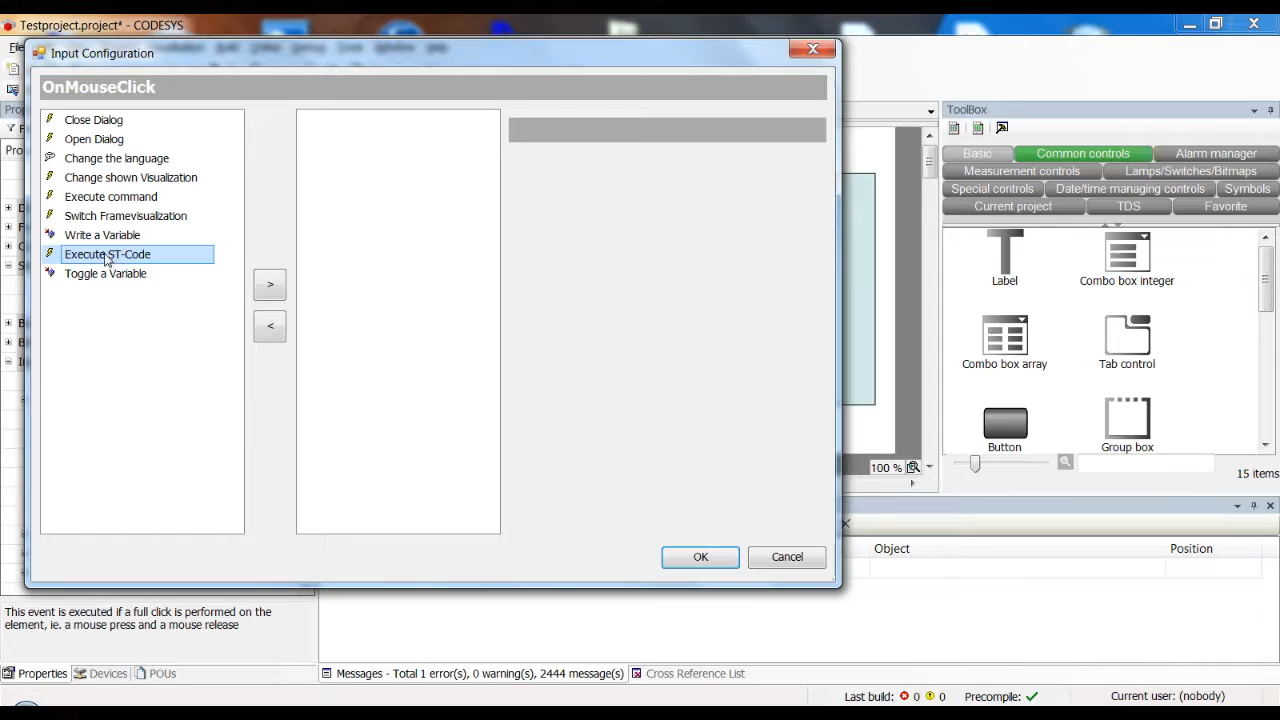 Testproject.project* - CODESYS
Input Configuration
OnMouseClick
Close Dialog
Open Dialog
Change the language
Change shown Visualization
Execute command
Switch Framevisualization
Write a Variable
Execute ST-Code
Toggle a Variable
>
<
OK
Cancel
ToolBox
Basic
Common controls
Alarm manager
Measurement controls
Lamps/Switches/Bitmaps
Special controls
Date/time managing controls
Symbols
Current project
TDS
Favorite
Label
Combo box integer
Combo box array
Tab control
Button
Group box
100 %
15 items
Object
Position
This event is executed if a full click is performed on the
element, ie. a mouse press and a mouse release
Properties
Devices
POUs
Messages - Total 1 error(s), 0 warning(s), 2444 message(s)
Cross Reference List
Last build: 0 0
Precompile:
Current user: (nobody)